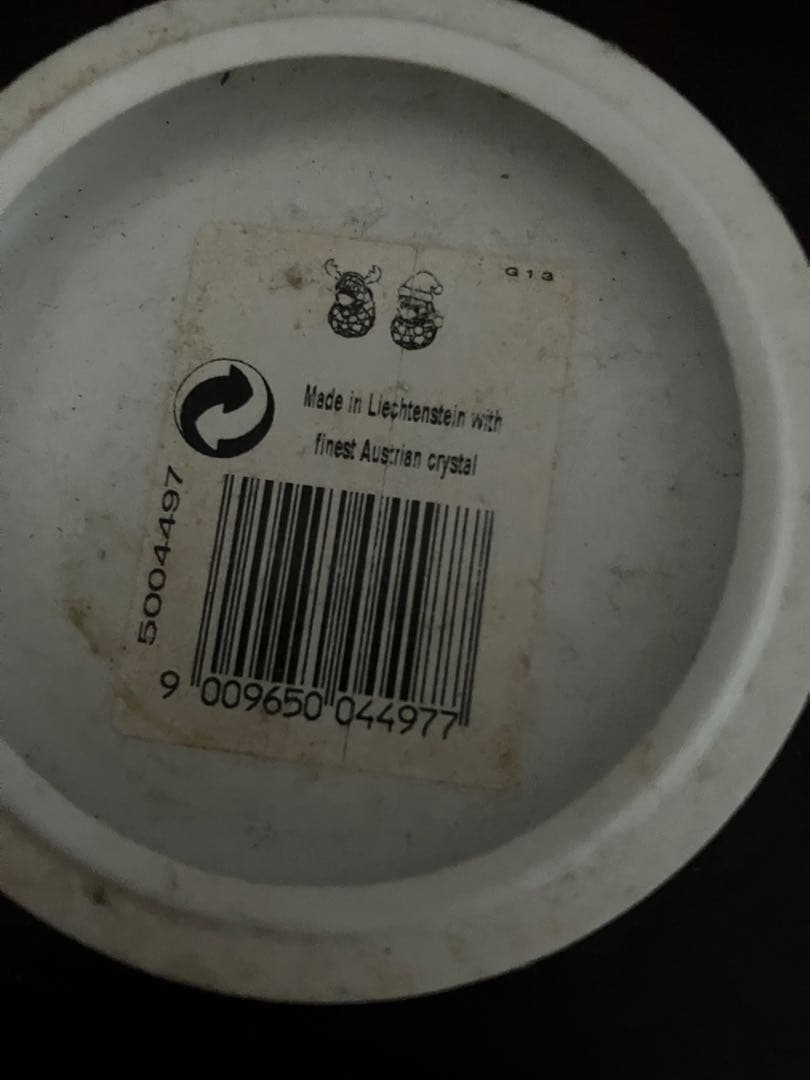 G13
Made in Liechtenstein with
finest Austrian crystal
5004497
9 009650 044977